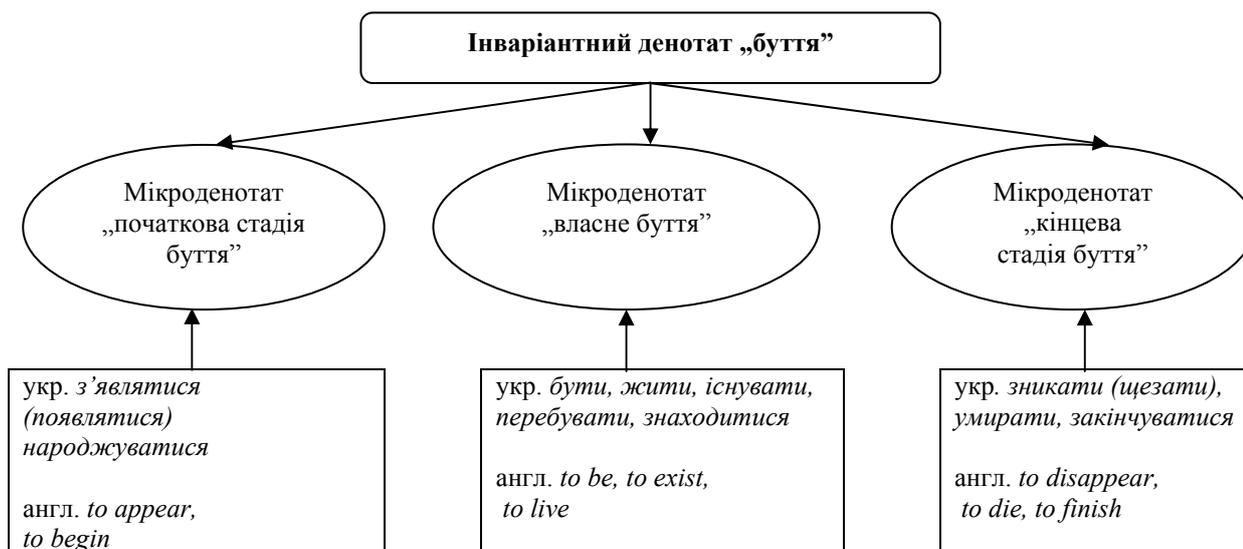 Інваріантний денотат „буття”
Мікроденотат
„початкова стадія
буття”
Мікроденотат
„власне буття”
Мікроденотат
„кінцева
стадія буття”
укр. з’являтися
(появлятися)
народжуватися
англ. to appear,
to begin
укр. бути, жити, існувати,
перебувати, знаходитися
англ. to be, to exist,
to live
укр. зникати (щезати),
умирати, закінчуватися
англ. to disappear,
to die, to finish